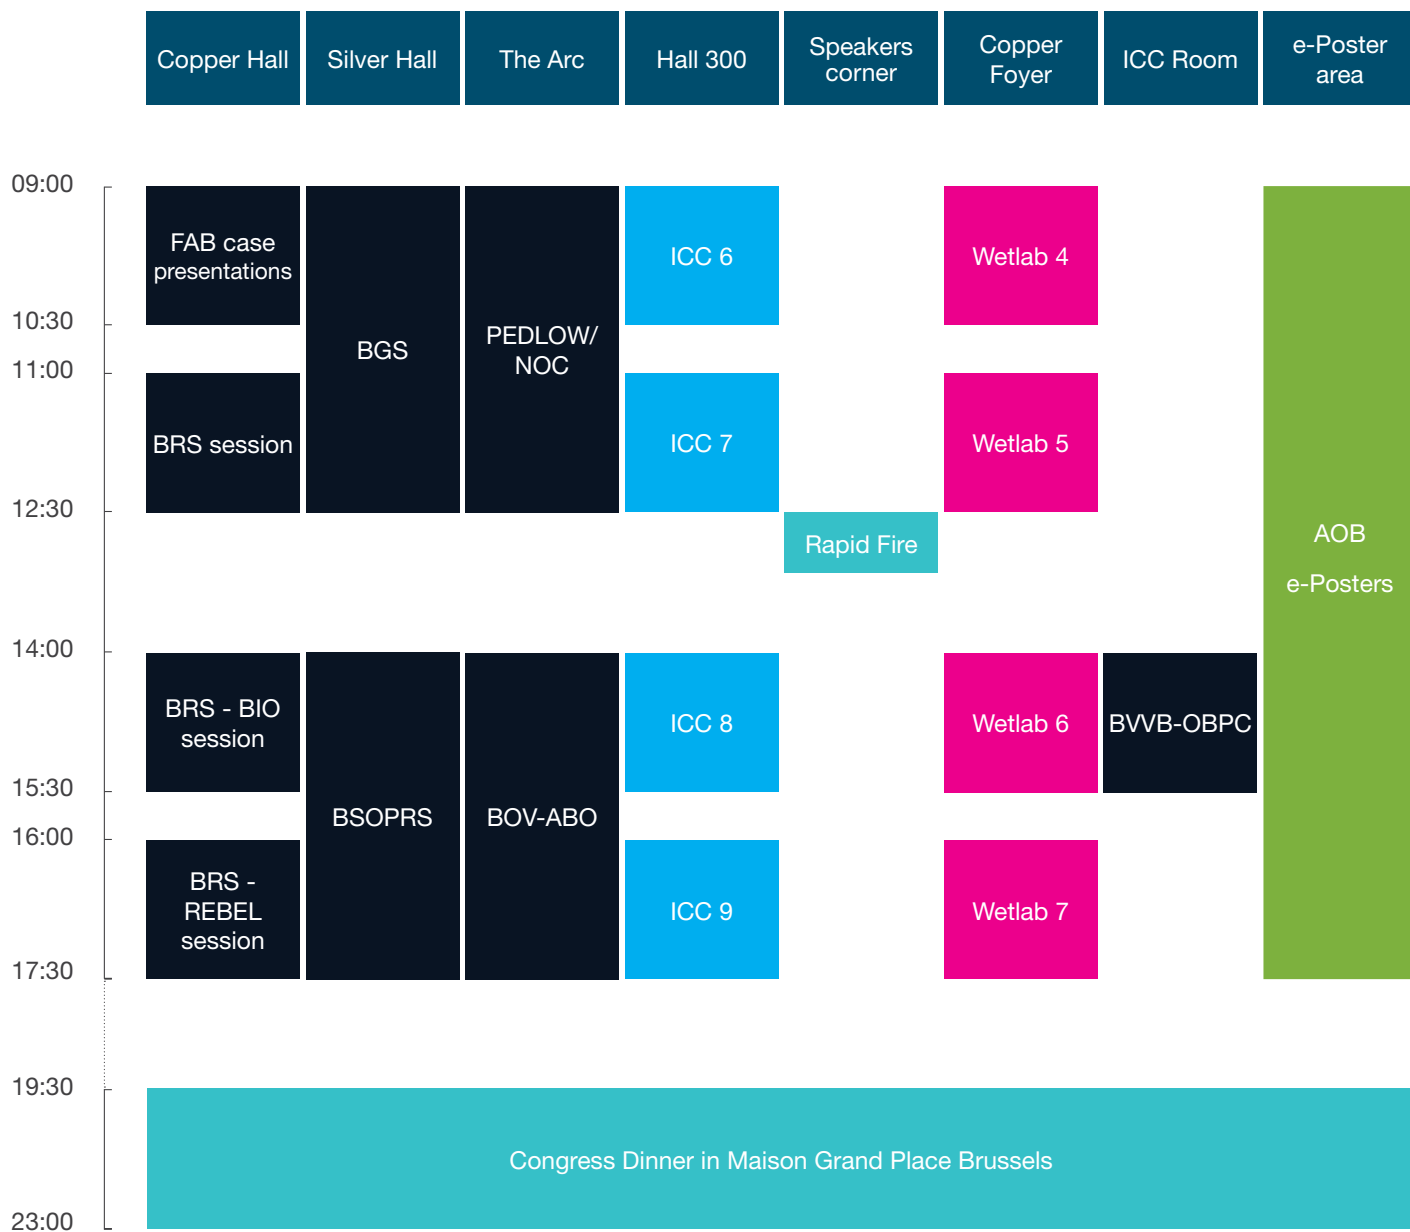 Copper Hall
Silver Hall
The Arc
Hall 300
Speakers
corner
Copper
Foyer
ICC Room
e-Poster
area
09:00
FAB case
presentations
BGS
PEDLOW/
NOC
ICC 6
Wetlab 4
AOB
e-Posters
10:30
11:00
BRS session
ICC 7
Wetlab 5
12:30
Rapid Fire
14:00
BRS - BIO
session
BSOPRS
BOV-ABO
ICC 8
Wetlab 6
BVVB-OBPC
15:30
16:00
BRS -
REBEL
session
ICC 9
Wetlab 7
17:30
19:30
Congress Dinner in Maison Grand Place Brussels
23:00